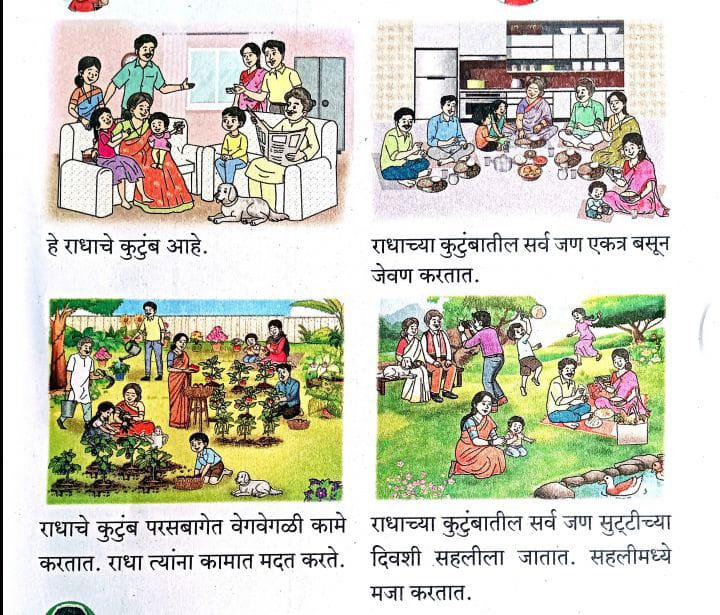 हे राधाचे कुटुंब आहे.
राधाच्या कुटुंबातील सर्व जण एकत्र बसून
जेवण करतात.
राधाचे कुटुंब परसबागेत वेगवेगळी कामे
करतात. राधा त्यांना कामात मदत करते.
राधाच्या कुटुंबातील सर्व जण सुट्टीच्या
दिवशी सहलीला जातात. सहलीमध्ये
मजा करतात.